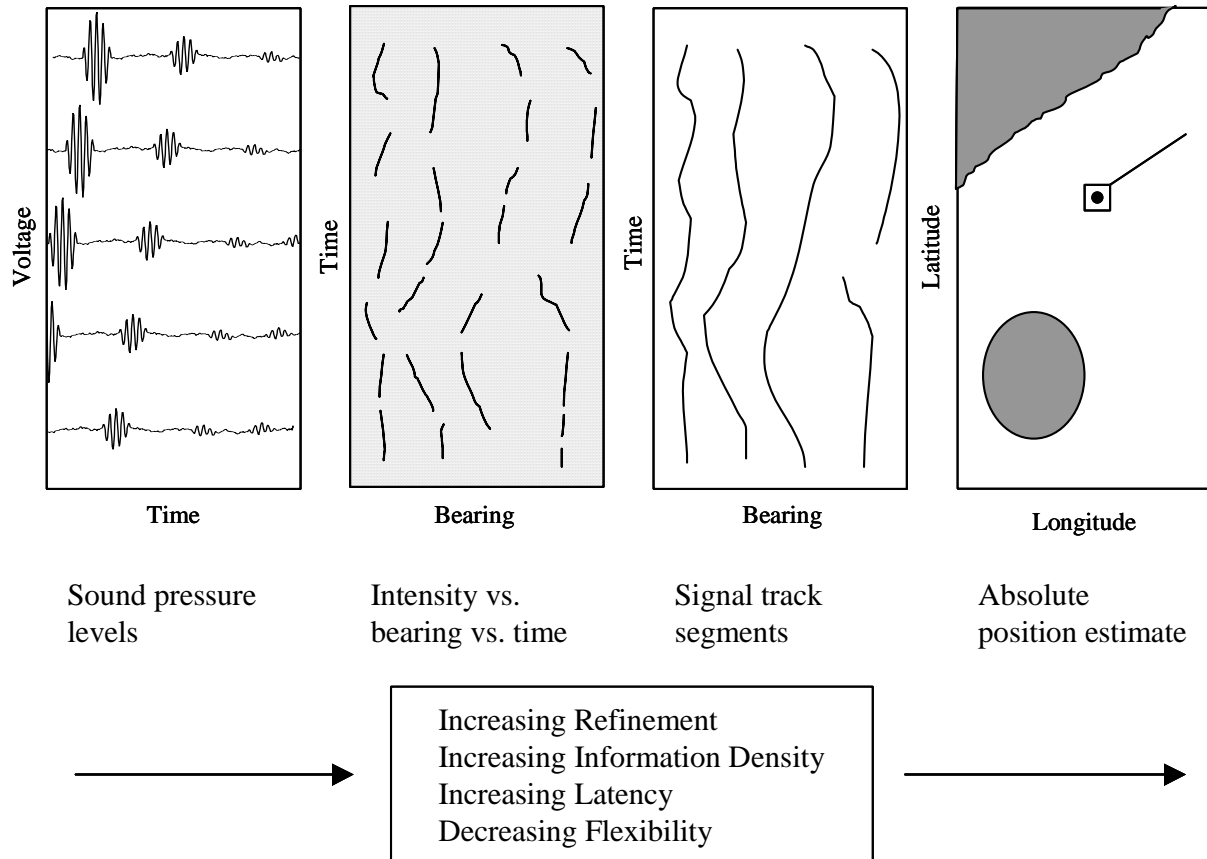 Voltage
Time
Time
Bearing
Time
Bearing
Latitude
Longitude
Sound pressure
levels
Intensity vs.
bearing vs. time
Signal track
segments
Absolute
position estimate
Increasing Refinement
Increasing Information Density
Increasing Latency
Decreasing Flexibility